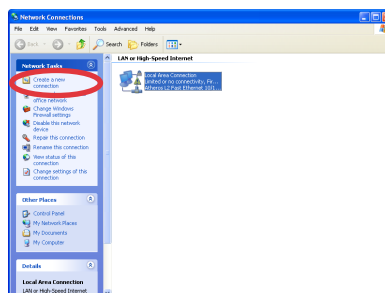 Network Connections
File Edit View Favorites Tools Advanced Help
Back Search Folders
LAN or High-Speed Internet
Network Tasks
Create a new
connection
office network
Change Windows
Firewall settings
Disable this network
device
Repair this connection
Rename this connection
View status of this
connection
Change settings of this
connection
Local Area Connection
Limited or no connectivity, Fir...
Atheros L2 Fast Ethernet 10/1...
Other Places
Control Panel
My Network Places
My Documents
My Computer
Details
Local Area Connection
LAN or High-Speed Internet